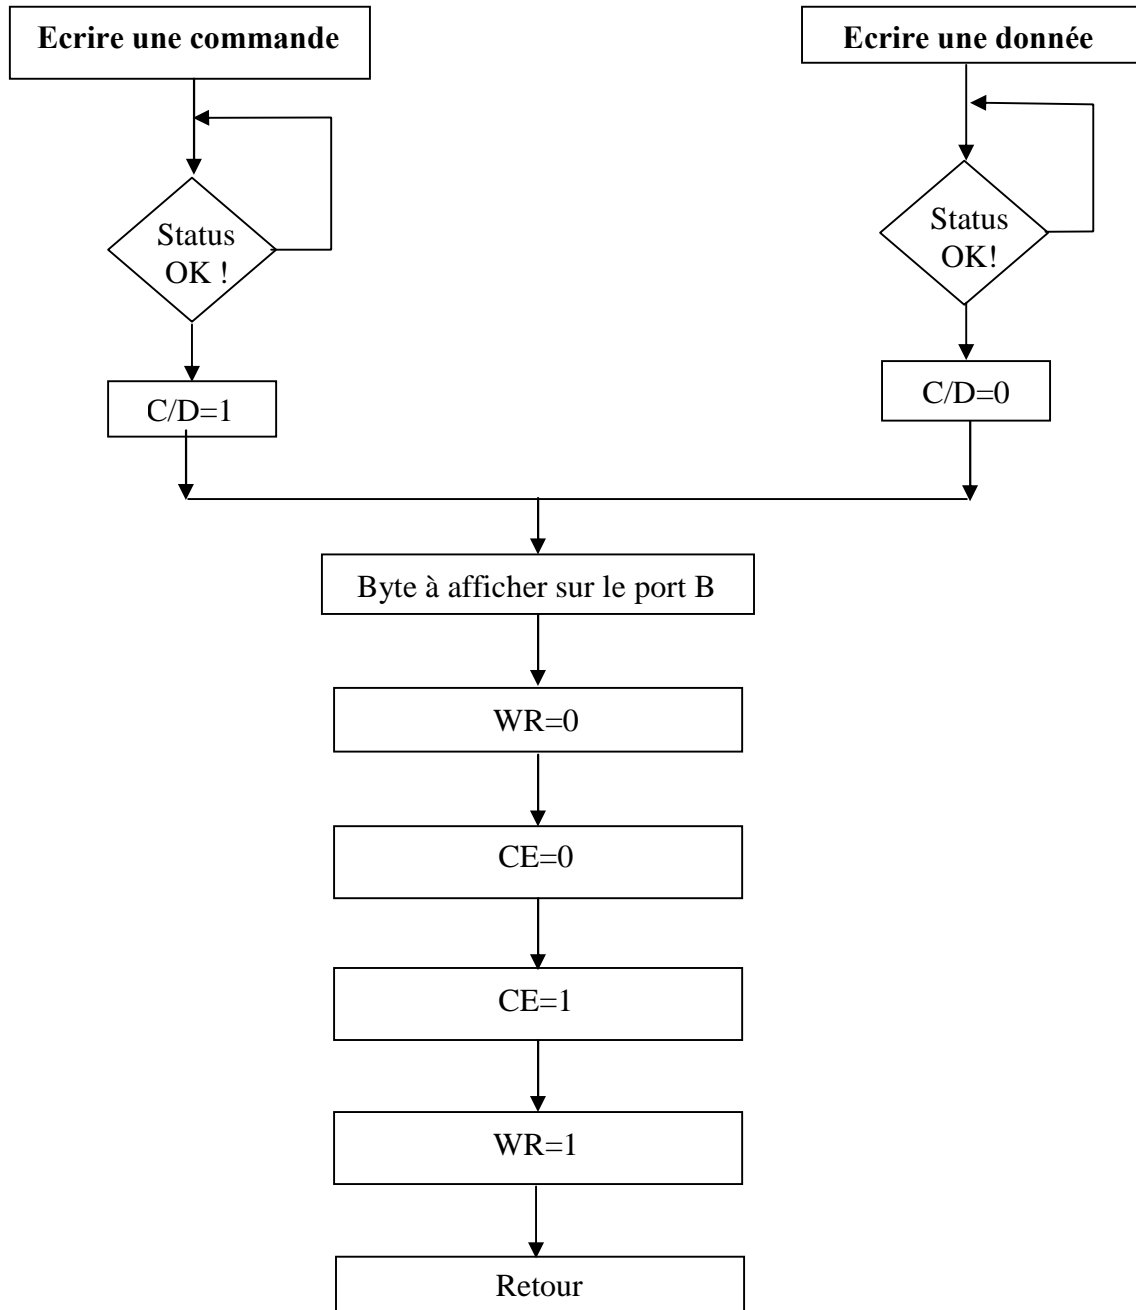 Ecrire une commande
Ecrire une donnée
Status
OK !
Status
OK!
C/D=1
C/D=0
Byte à afficher sur le port B
WR=0
CE=0
CE=1
WR=1
Retour